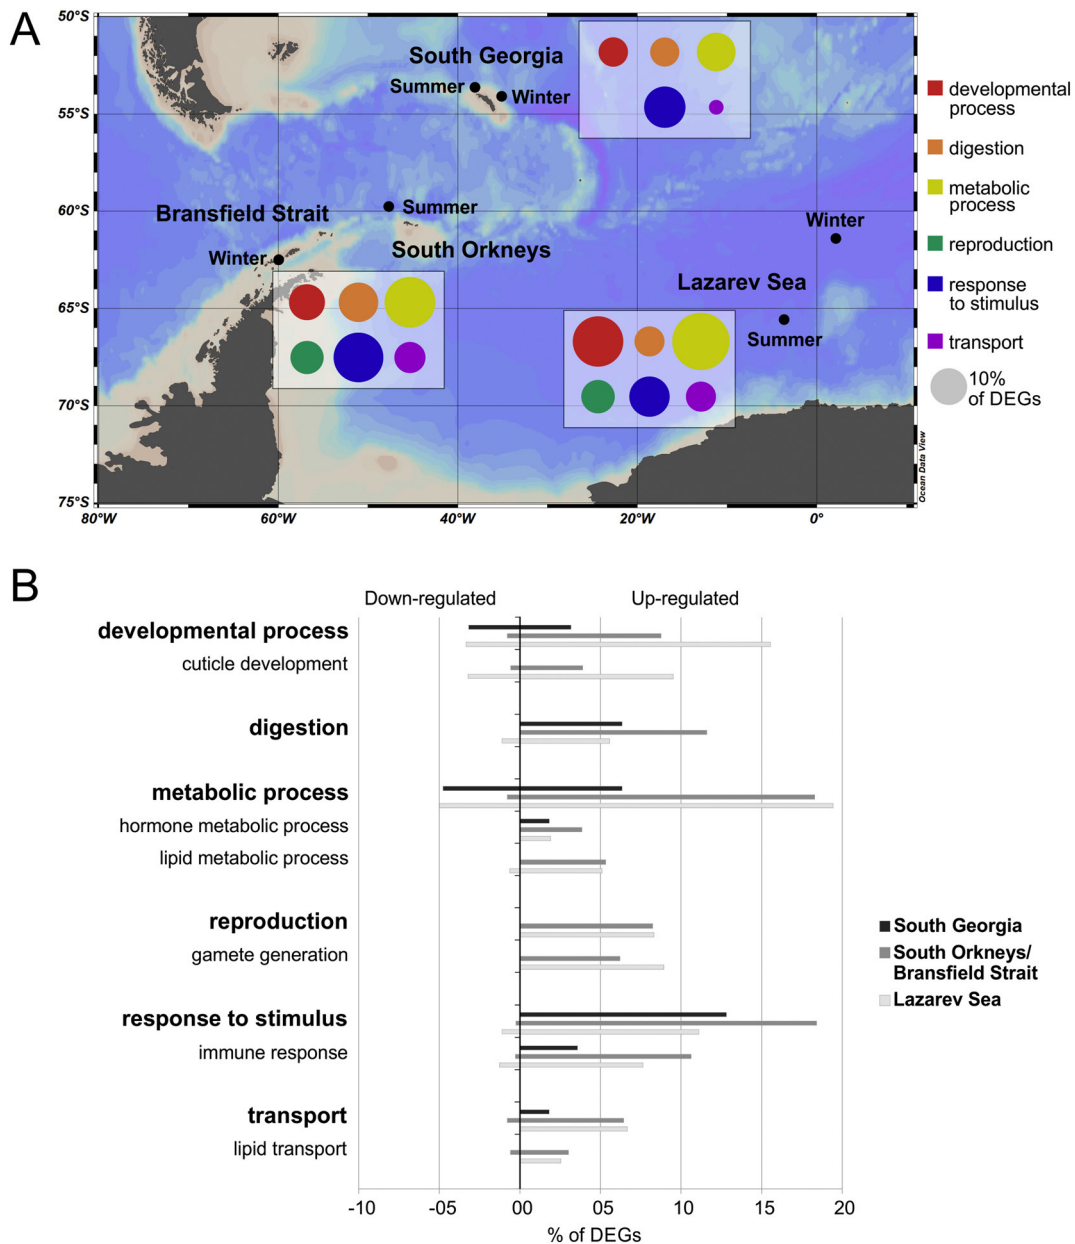 A
50°S
55°S
60°S
65°S
70°S
75°S
80°W
60°W
40°W
20°W
0°
South Georgia
Summer
Winter
Bransfield Strait
Summer
South Orkneys
Winter
Winter
Lazarev Sea
Summer
Ocean Data View
developmental
process
digestion
metabolic
process
reproduction
response
to stimulus
transport
10%
of DEGs
B
Down-regulated
Up-regulated
developmental process
cuticle development
digestion
metabolic process
hormone metabolic process
lipid metabolic process
reproduction
gamete generation
response to stimulus
immune response
transport
lipid transport
South Georgia
South Orkneys/
Bransfield Strait
Lazarev Sea
-10
-05
00
05
10
15
20
% of DEGs